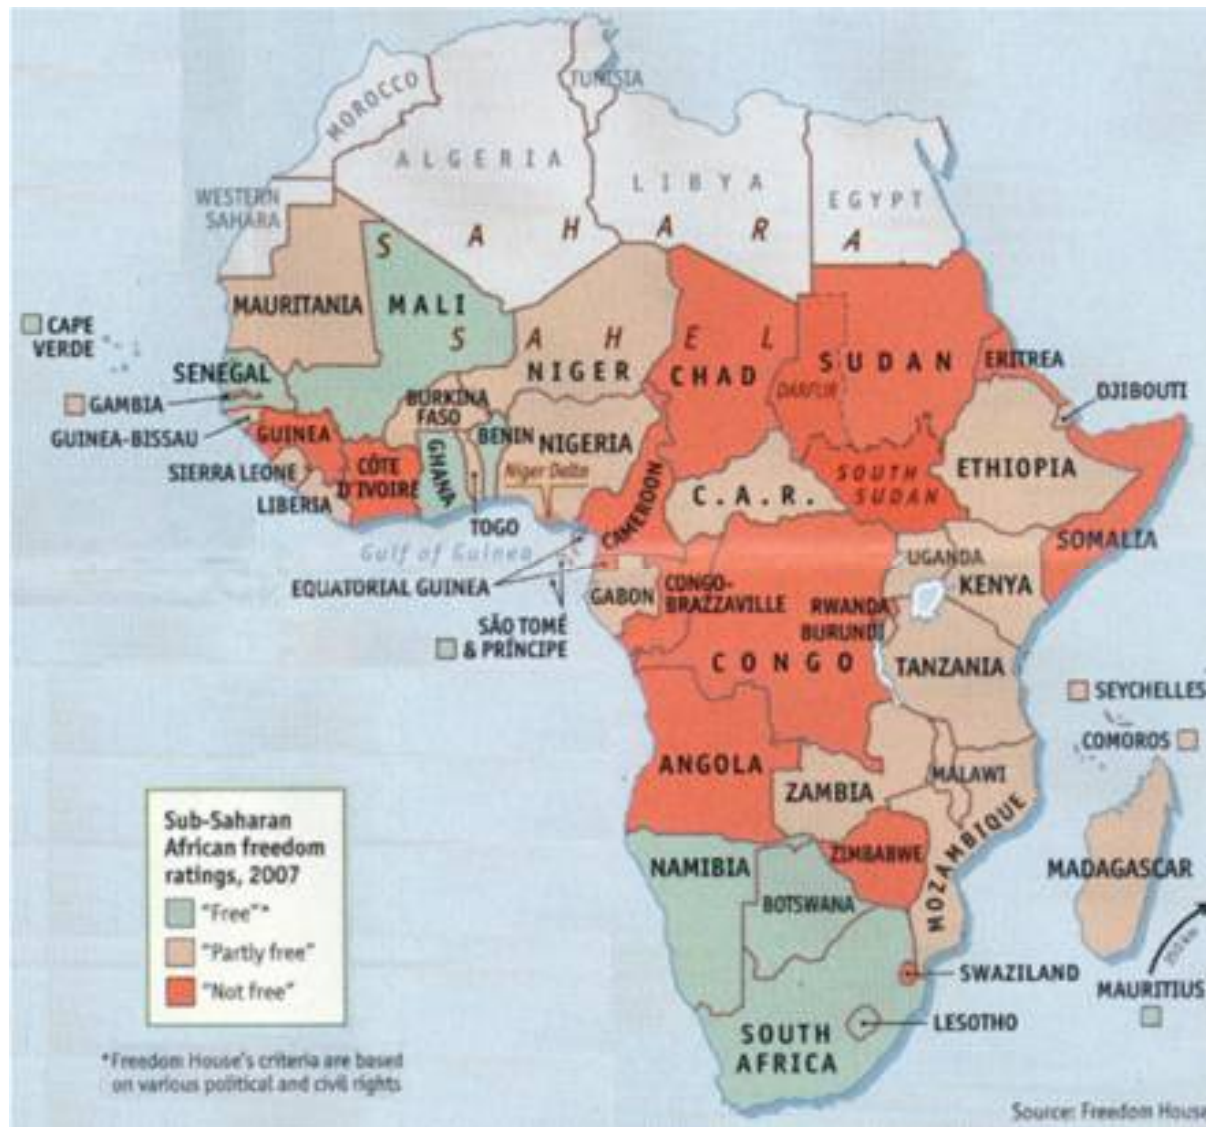 MOROCCO
TUNISIA
ALGERIA
LIBYA
EGYPT
WESTERN
SAHARA
SAHARA
MAURITANIA
MALI
CAPE
VERDE
SAHEL
NIGER
CHAD
SUDAN
ERITREA
SENEGAL
DARFUR
DJIBOUTI
GAMBIA
BURKINA
FASO
GUINEA-BISSAU
GUINEA
BENIN
NIGERIA
GHANA
SIERRA LEONE
CÔTE
D'IVOIRE
Niger Delta
C.A.R.
SOUTH
SUDAN
ETHIOPIA
LIBERIA
TOGO
CAMEROON
Gulf of Guinea
SOMALIA
UGANDA
EQUATORIAL GUINEA
GABON
CONGO-
BRAZZAVILLE
KENYA
RWANDA
BURUNDI
SÃO TOMÉ
& PRÍNCIPE
CONGO
TANZANIA
SEYCHELLES
COMOROS
ANGOLA
ZAMBIA
MALAWI
MOZAMBIQUE
Sub-Saharan
African freedom
ratings, 2007
"Free"*
"Partly free"
"Not free"
NAMIBIA
ZIMBABWE
MADAGASCAR
BOTSWANA
SWAZILAND
MAURITIUS
LESOTHO
SOUTH
AFRICA
*Freedom House's criteria are based
on various political and civil rights
Source: Freedom House